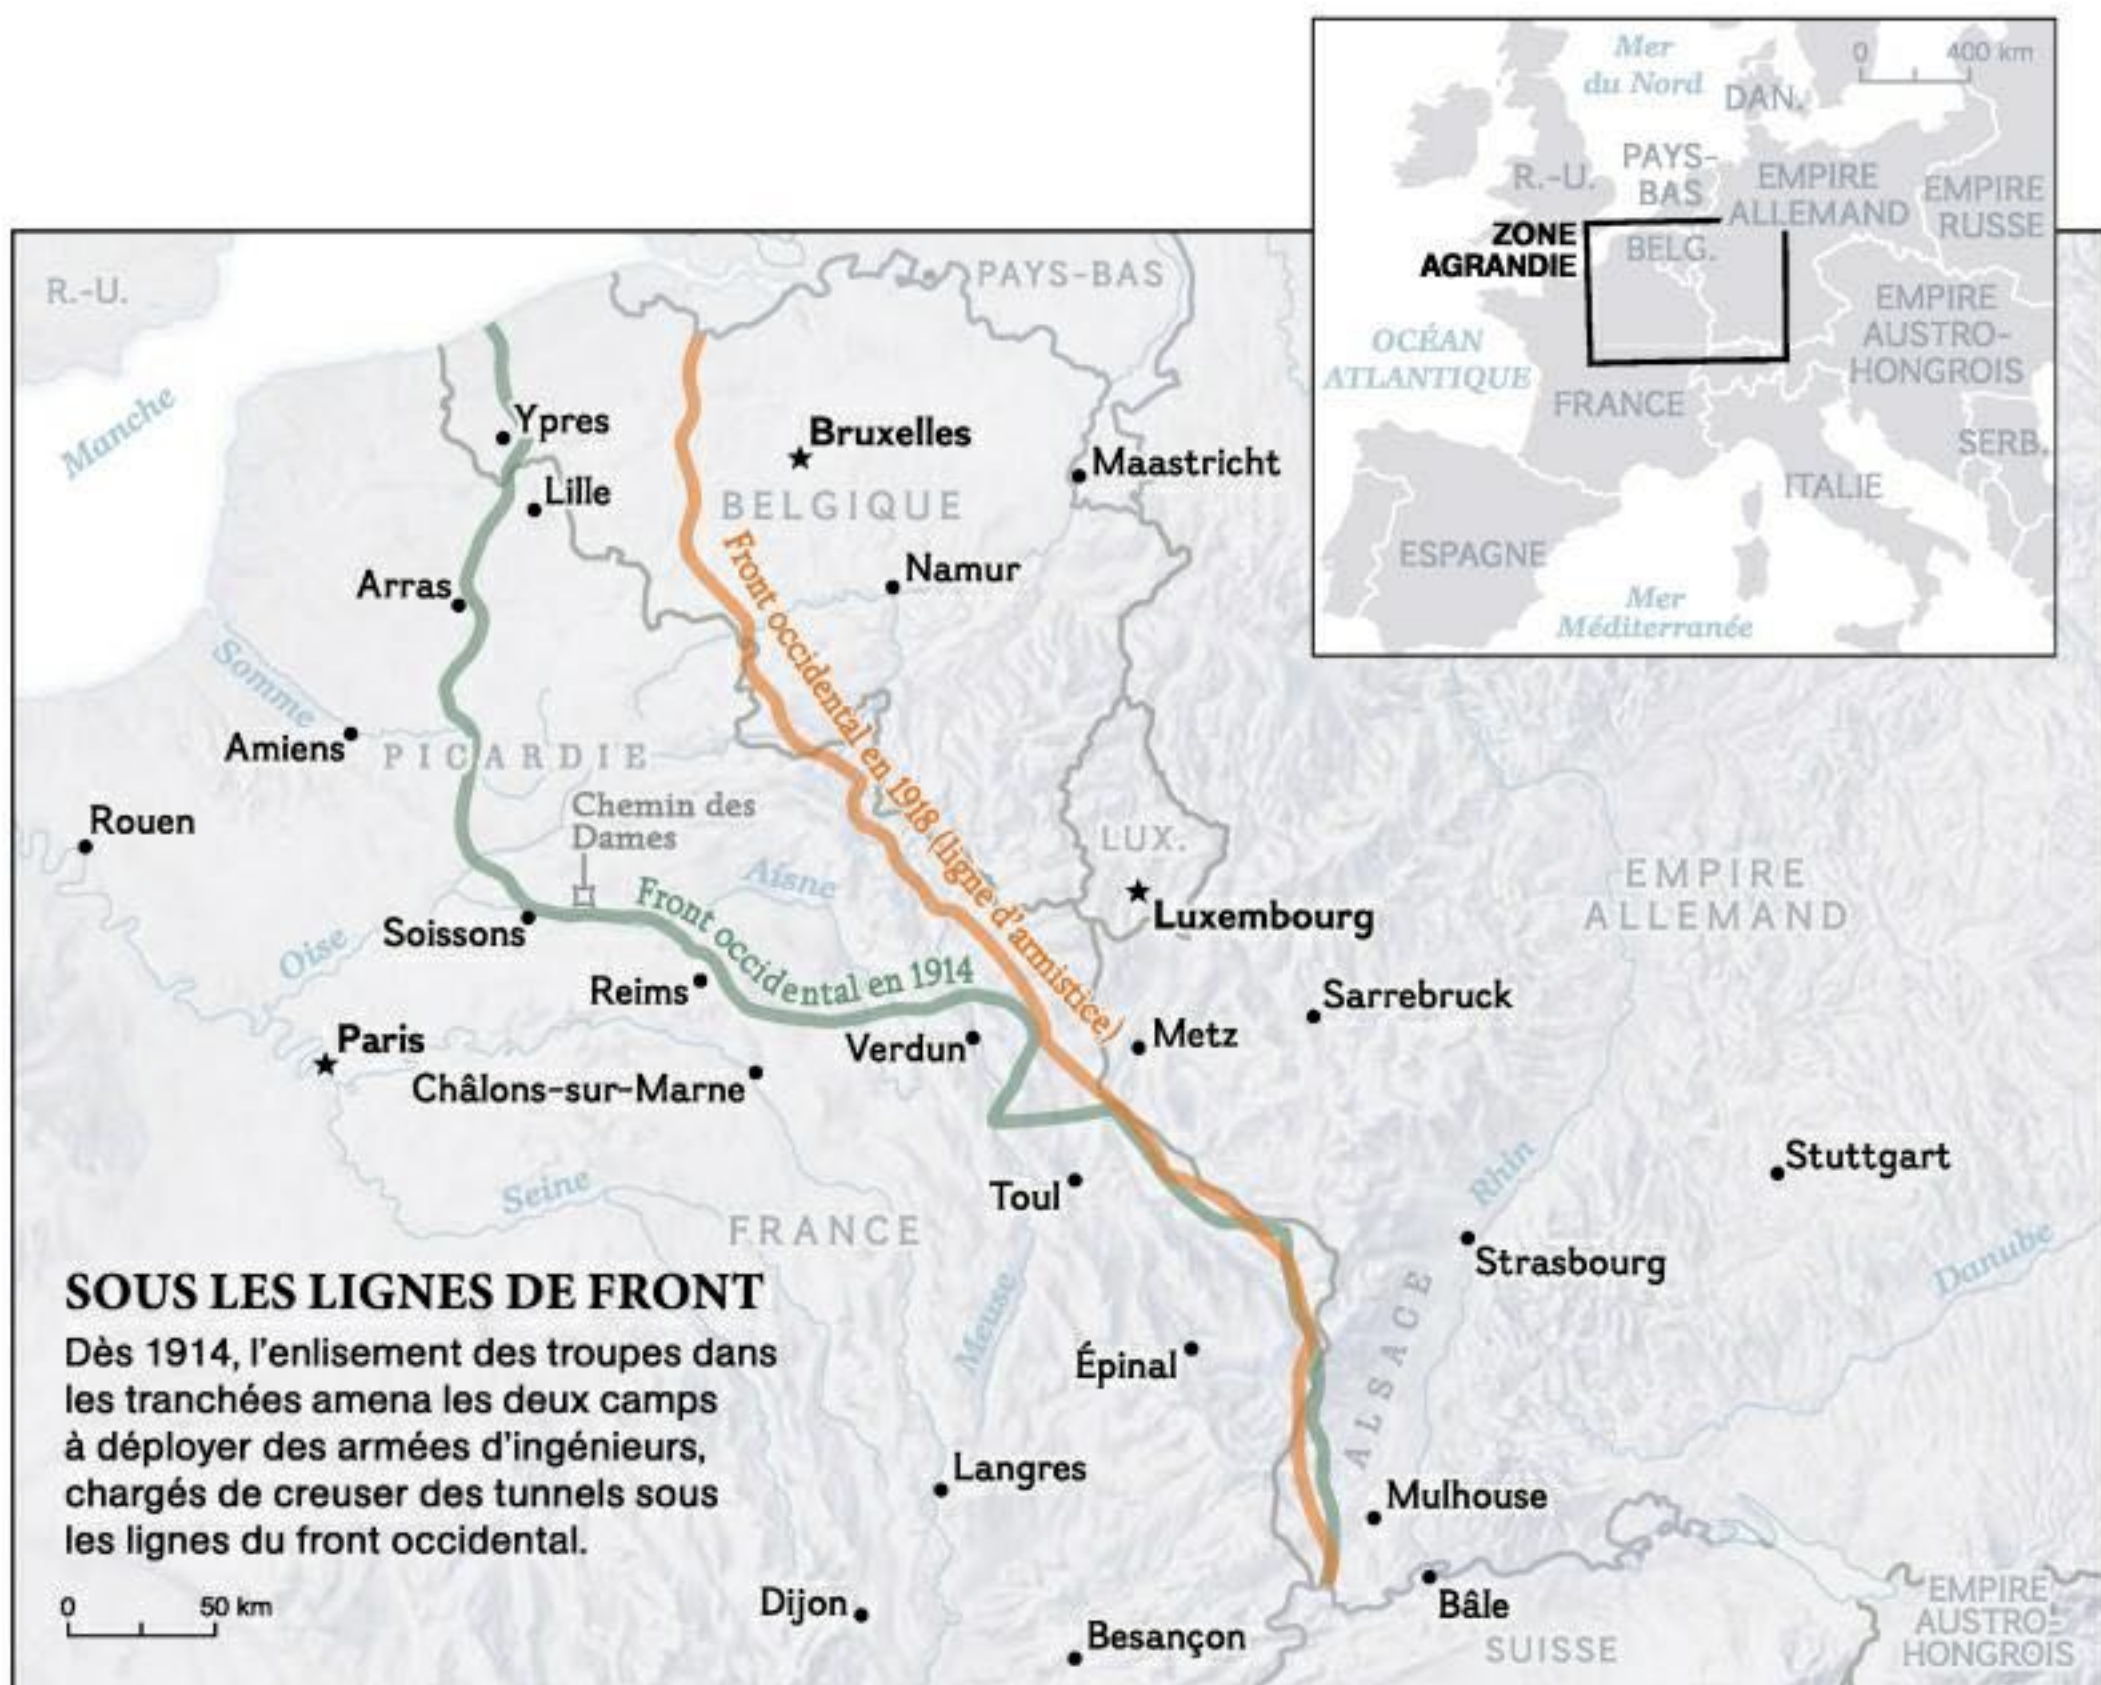 Mer
du Nord
0 400 km
DAN.
PAYS-
BAS
R.-U.
EMPIRE
ALLEMAND
EMPIRE
RUSSE
ZONE
AGRANDIE
BELG.
EMPIRE
AUSTRO-
HONGROIS
OCÉAN
ATLANTIQUE
FRANCE
SERB.
ITALIE
ESPAGNE
Mer
Méditerranée
R.-U.
PAYS-BAS
Manche
Ypres
Bruxelles
Maastricht
Lille
BELGIQUE
Arras
Namur
Front occidental en 1918 (ligne d'armistice)
Somme
Amiens
PICARDIE
Chemin des
Dames
Rouen
LUX.
Aisne
EMPIRE
ALLEMAND
Luxembourg
Soissons
Oise
Front occidental en 1914
Reims
Sarrebruck
Paris
Verdun
Metz
Châlons-sur-Marne
Stuttgart
Rhin
Seine
Toul
FRANCE
Strasbourg
Danube
Meuse
ALSACE
SOUS LES LIGNES DE FRONT
Dès 1914, l'enlisement des troupes dans
les tranchées amena les deux camps
à déployer des armées d'ingénieurs,
chargés de creuser des tunnels sous
les lignes du front occidental.
Épinal
Langres
Mulhouse
0 50 km
Dijon
Besançon
Bâle
SUISSE
EMPIRE
AUSTRO-
HONGROIS